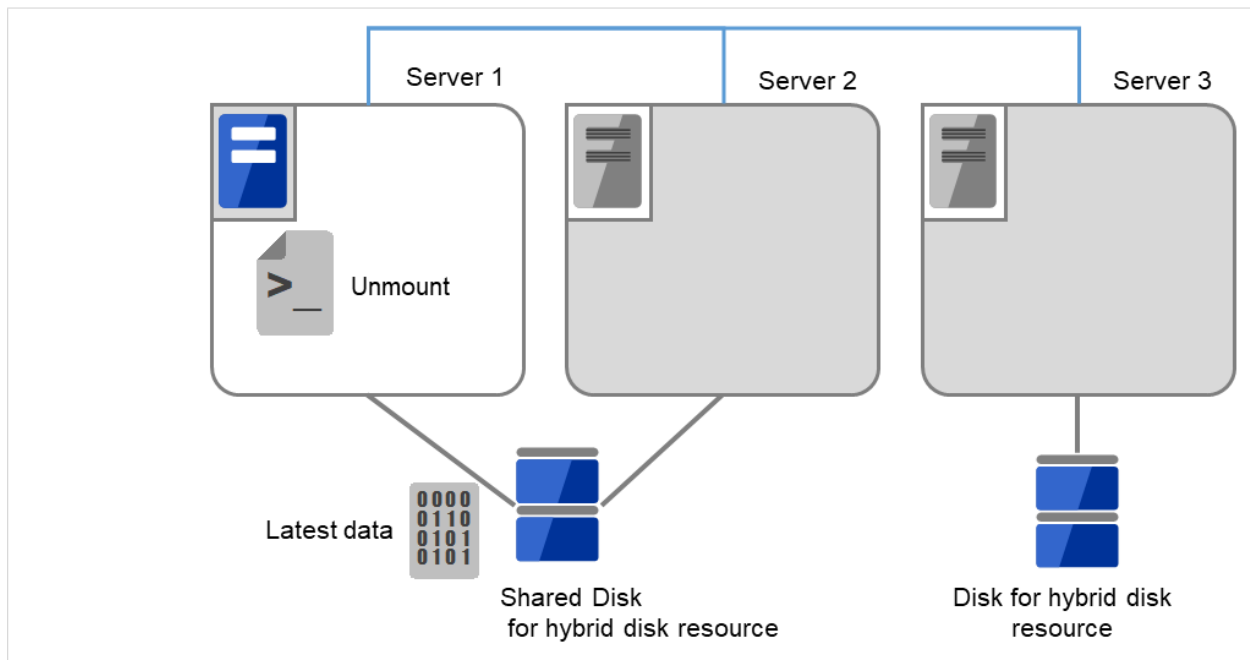 Server 1
Server 2
Server 3
>_
Unmount
Latest data
0000
0110
0101
0101
Shared Disk
for hybrid disk resource
Disk for hybrid disk
resource